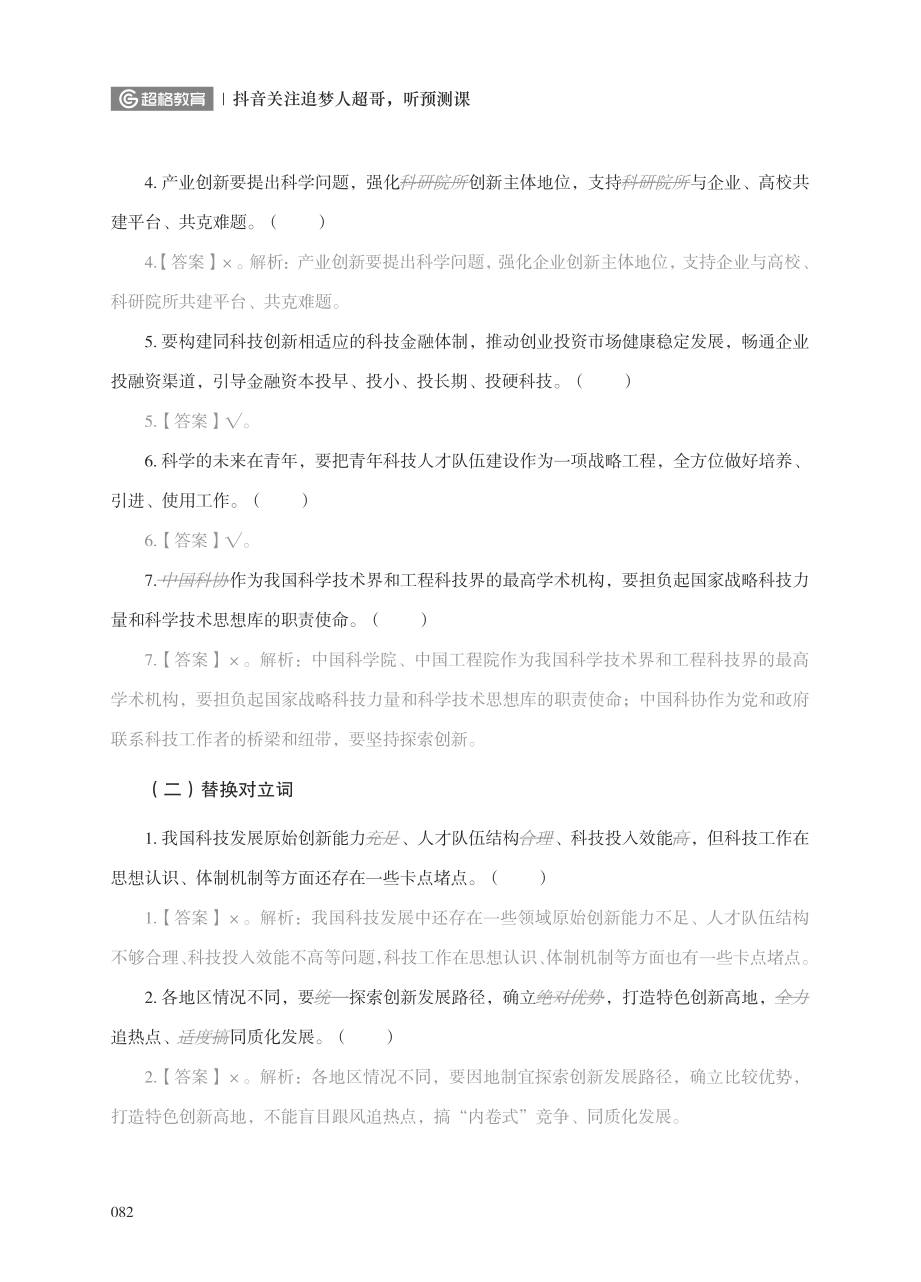 超格教育 | 抖音关注追梦人超哥，听预测课
4. 产业创新要提出科学问题，强化科研院所创新主体地位，支持科研院所与企业、高校共
建平台、共克难题。（　　）
4.【答案】×。解析：产业创新要提出科学问题，强化企业创新主体地位，支持企业与高校、
科研院所共建平台、共克难题。
5. 要构建同科技创新相适应的科技金融体制，推动创业投资市场健康稳定发展，畅通企业
投融资渠道，引导金融资本投早、投小、投长期、投硬科技。（　　）
5.【答案】√。
6. 科学的未来在青年，要把青年科技人才队伍建设作为一项战略工程，全方位做好培养、
引进、使用工作。（　　）
6.【答案】√。
7. 中国科协作为我国科学技术界和工程科技界的最高学术机构，要担负起国家战略科技力
量和科学技术思想库的职责使命。（　　）
7.【答案】×。解析：中国科学院、中国工程院作为我国科学技术界和工程科技界的最高
学术机构，要担负起国家战略科技力量和科学技术思想库的职责使命；中国科协作为党和政府
联系科技工作者的桥梁和纽带，要坚持探索创新。
（二）替换对立词
1. 我国科技发展原始创新能力充足、人才队伍结构合理、科技投入效能高，但科技工作在
思想认识、体制机制等方面还存在一些卡点堵点。（　　）
1.【答案】×。解析：我国科技发展中还存在一些领域原始创新能力不足、人才队伍结构
不够合理、科技投入效能不高等问题，科技工作在思想认识、体制机制等方面也有一些卡点堵点。
2. 各地区情况不同，要统一探索创新发展路径，确立绝对优势，打造特色创新高地，全力
追热点、适度搞同质化发展。（　　）
2.【答案】×。解析：各地区情况不同，要因地制宜探索创新发展路径，确立比较优势，
打造特色创新高地，不能盲目跟风追热点，搞“内卷式”竞争、同质化发展。
082